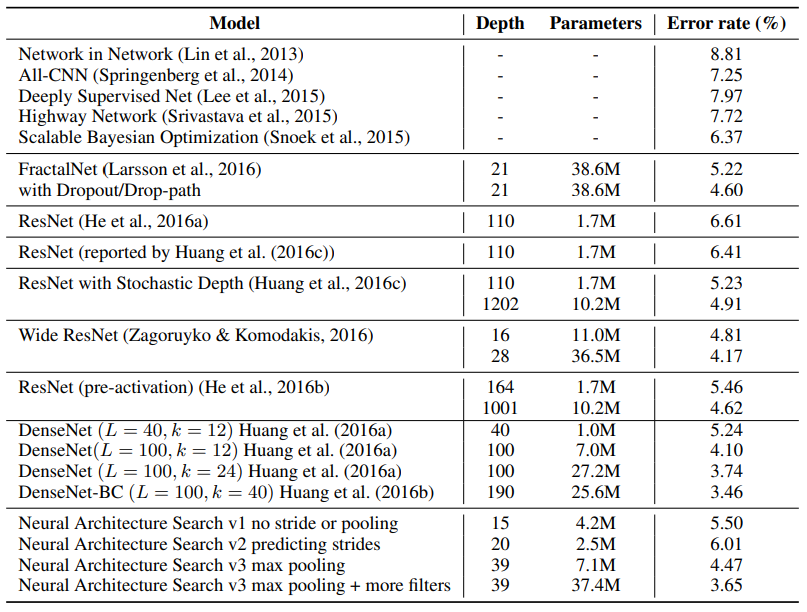 Model Depth Parameters Error rate (%)
Network in Network (Lin et al., 2013) - - 8.81
All-CNN (Springenberg et al., 2014) - - 7.25
Deeply Supervised Net (Lee et al., 2015) - - 7.97
Highway Network (Srivastava et al., 2015) - - 7.72
Scalable Bayesian Optimization (Snoek et al., 2015) - - 6.37
FractalNet (Larsson et al., 2016) 21 38.6M 5.22
with Dropout/Drop-path 21 38.6M 4.60
ResNet (He et al., 2016a) 110 1.7M 6.61
ResNet (reported by Huang et al. (2016c)) 110 1.7M 6.41
ResNet with Stochastic Depth (Huang et al., 2016c) 110 1.7M 5.23
1202 10.2M 4.91
Wide ResNet (Zagoruyko & Komodakis, 2016) 16 11.0M 4.81
28 36.5M 4.17
ResNet (pre-activation) (He et al., 2016b) 164 1.7M 5.46
1001 10.2M 4.62
DenseNet (L = 40, k = 12) Huang et al. (2016a) 40 1.0M 5.24
DenseNet(L = 100, k = 12) Huang et al. (2016a) 100 7.0M 4.10
DenseNet (L = 100, k = 24) Huang et al. (2016a) 100 27.2M 3.74
DenseNet-BC (L = 100, k = 40) Huang et al. (2016b) 190 25.6M 3.46
Neural Architecture Search v1 no stride or pooling 15 4.2M 5.50
Neural Architecture Search v2 predicting strides 20 2.5M 6.01
Neural Architecture Search v3 max pooling 39 7.1M 4.47
Neural Architecture Search v3 max pooling + more filters 39 37.4M 3.65